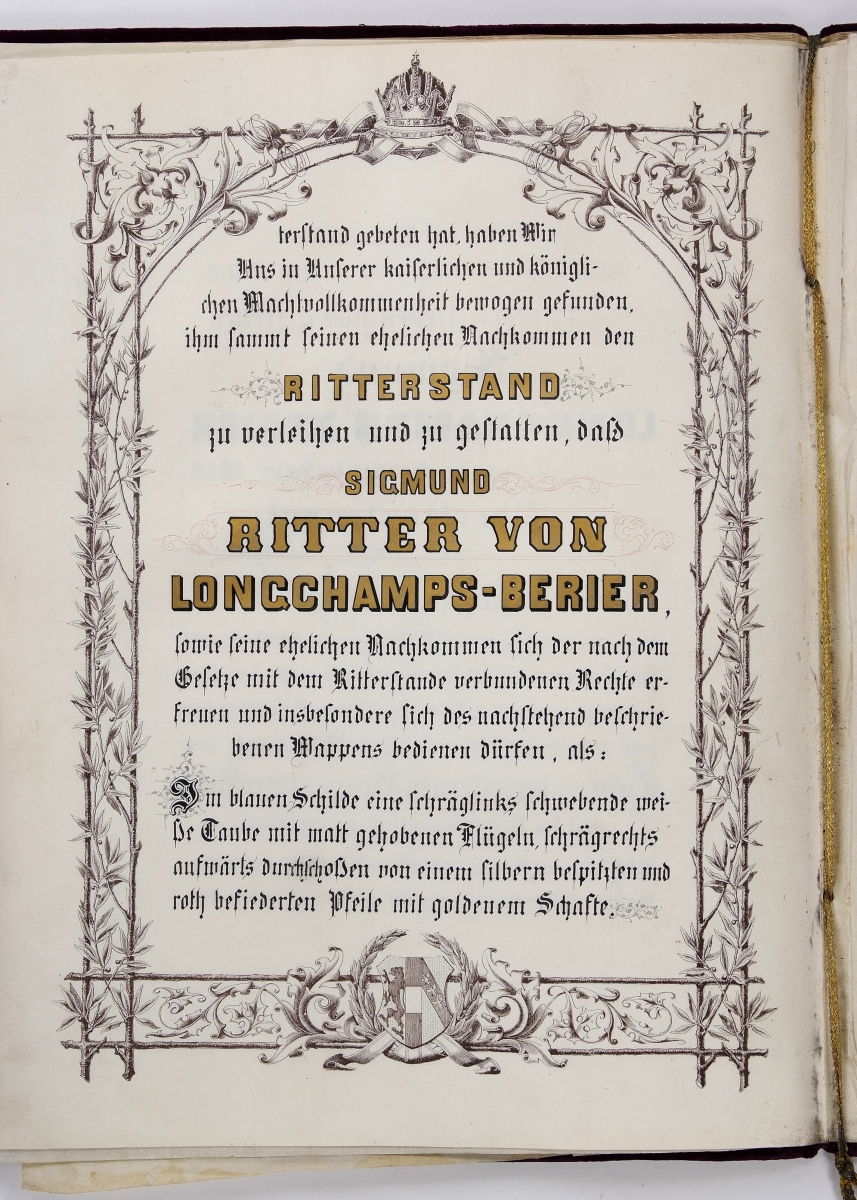 terstand gebeten hat, haben Wir
Uns in Unserer kaiserlichen und königli-
chen Machtvollkommenheit bewogen gefunden,
ihm sammt seinen ehelichen Nachkommen den
RITTERSTAND
zu verleihen und zu gestatten, daß
SIGMUND
RITTER VON
LONGCHAMPS-BERIER,
sowie seine ehelichen Nachkommen sich der nach dem
Gesetze mit dem Ritterstande verbundenen Rechte er-
freuen und insbesondere sich des nachstehend beschrie-
benen Wappens bedienen dürfen, als:
Im blauen Schilde eine schräglinks schwebende wei-
ße Taube mit matt gehobenen Flügeln, schrägrechts
aufwärts durchschoßen von einem silbern bespitzten und
roth befiederten Pfeile mit goldenem Schafte.